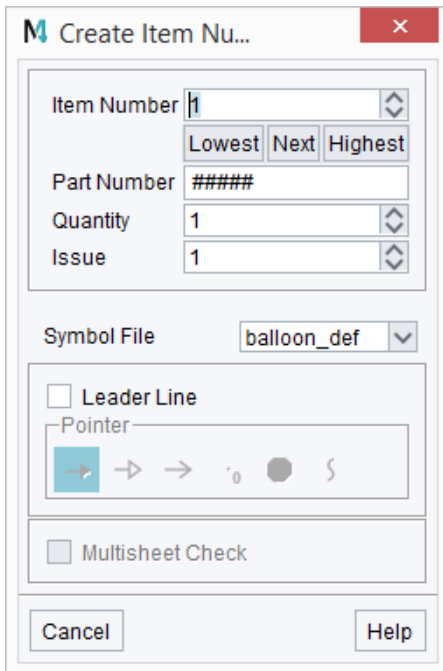 Create Item Nu...
Item Number 1
Lowest Next Highest
Part Number #####
Quantity 1
Issue 1
Symbol File balloon_def
Leader Line
Pointer
0
Multisheet Check
Cancel Help